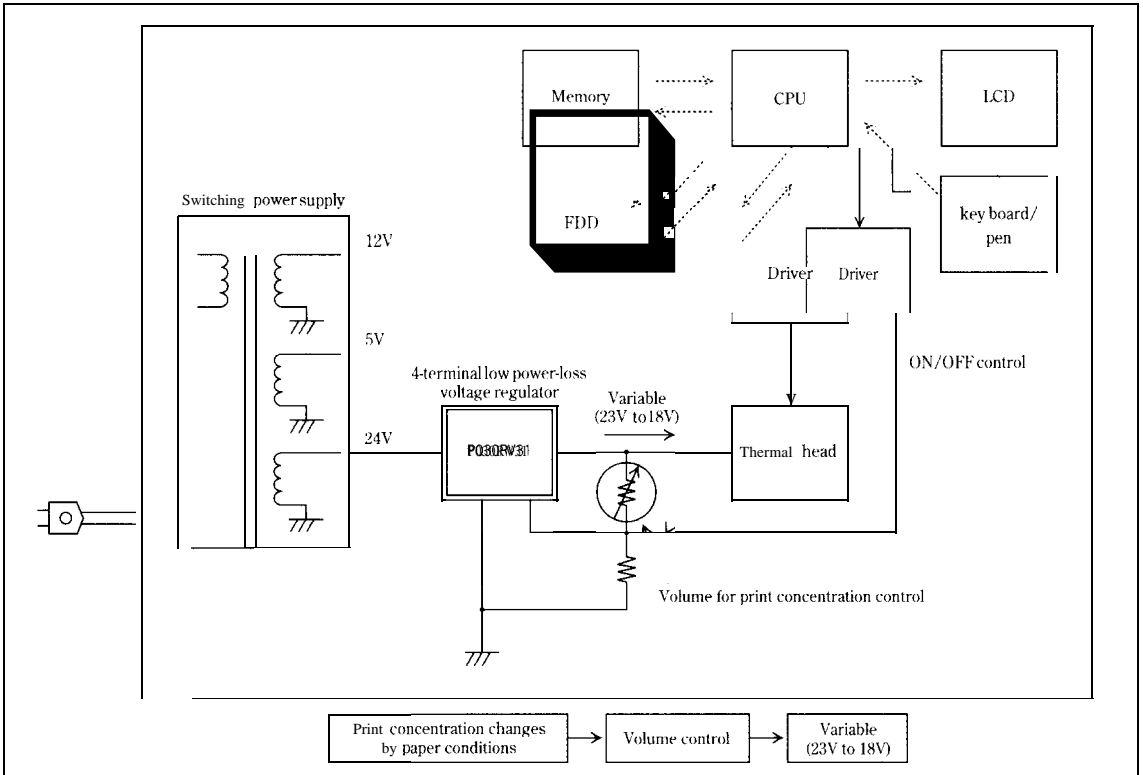 Memory
CPU
LCD
Switching power supply
FDD
key board/
pen
12V
Driver
Driver
5V
ON/OFF control
4-terminal low power-loss
voltage regulator
Variable
(23V to 18V)
24V
Thermal head
Volume for print concentration control
Print concentration changes
by paper conditions
Volume control
Variable
(23V to 18V)